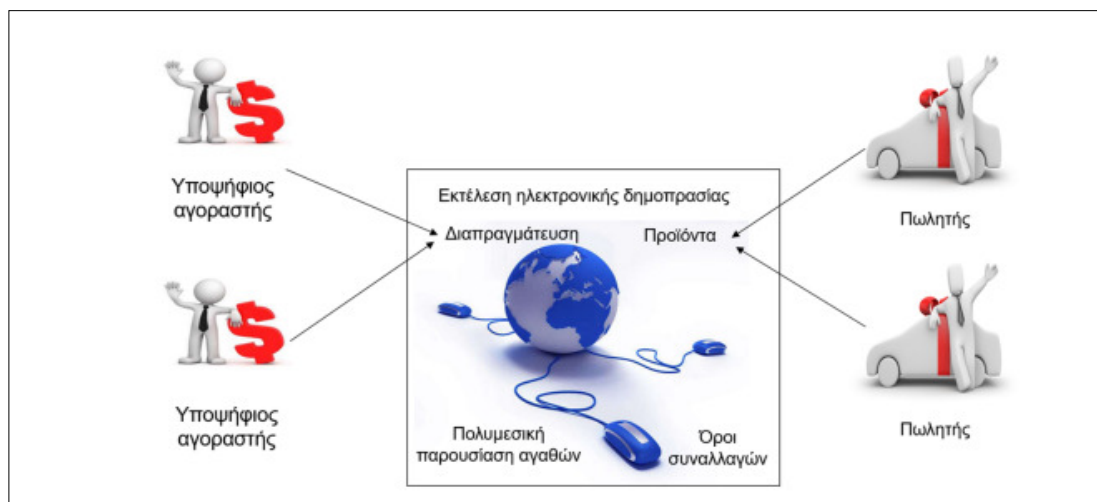 Υποψήφιος
αγοραστής
Υποψήφιος
αγοραστής
Εκτέλεση ηλεκτρονικής δημοπρασίας
Διαπραγμάτευση
Προϊόντα
Πολυμεσική
παρουσίαση αγαθών
Όροι
συναλλαγών
Πωλητής
Πωλητής